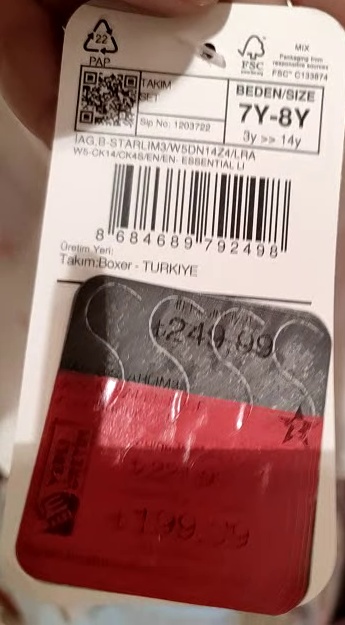 22
PAP
FSC
MIX
Packaging from
responsible sources
FSC® C133874
TAKIM
SET
Sip No: 1203722
BEDEN/SIZE
7Y-8Y
3y >> 14y
IAG,B-STARLIM3/W5DN14Z4/LRA
W5-CK14/CK48/EN/EN- ESSENTIAL LI
8 684689 792498
Üretim Yeri:
Takım:Boxer - TURKIYE
₺249,99
₺199,99